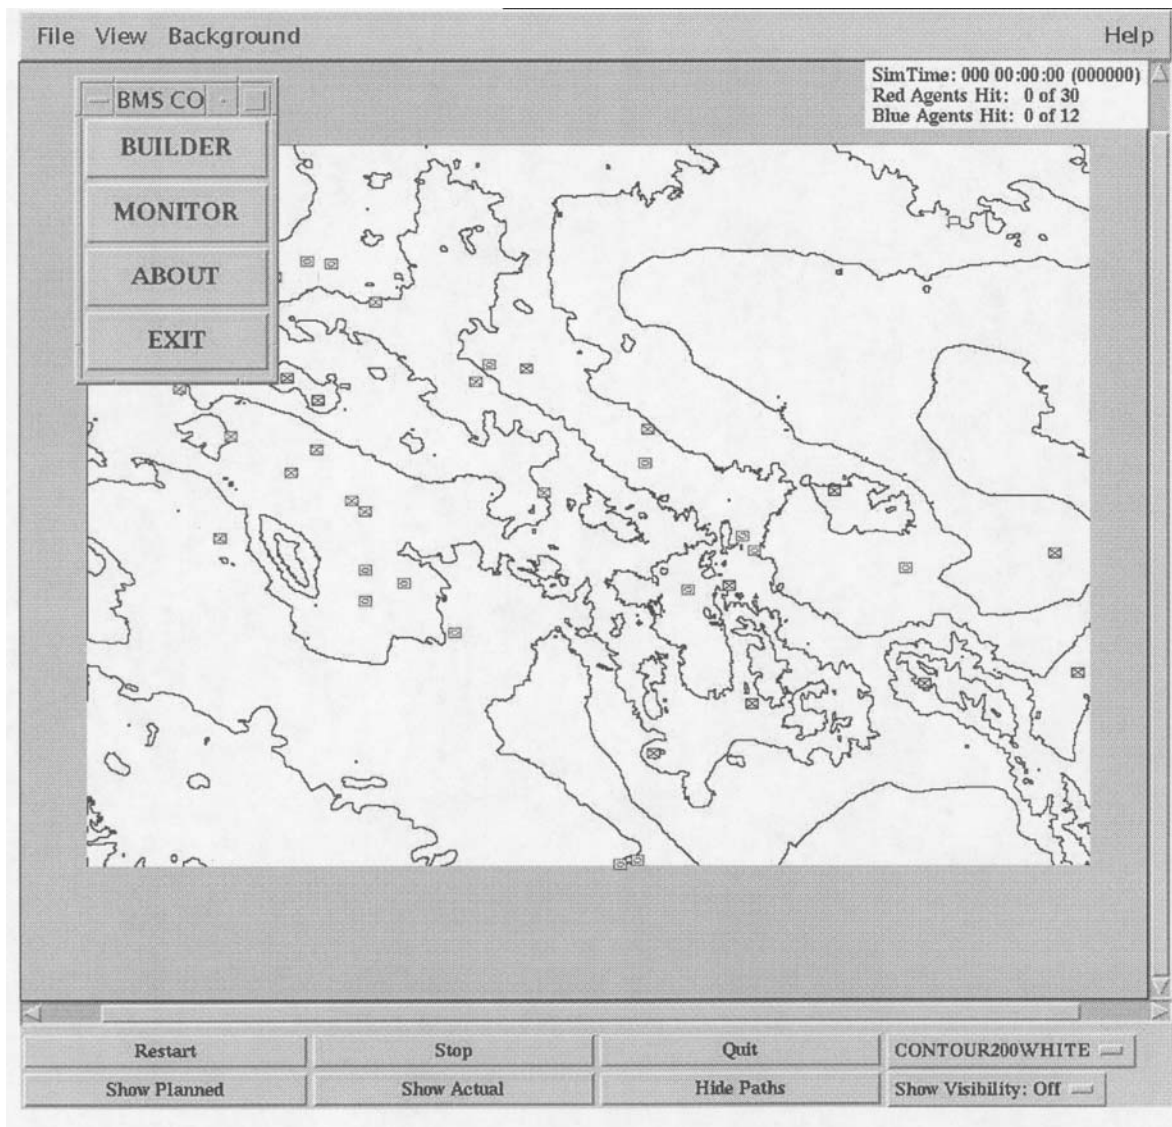 File View Background Help
SimTime: 000 00:00:00 (000000)
Red Agents Hit: 0 of 30
Blue Agents Hit: 0 of 12
BMS CO
BUILDER
MONITOR
ABOUT
EXIT
Restart Stop Quit CONTOUR200WHITE
Show Planned Show Actual Hide Paths Show Visibility: Off